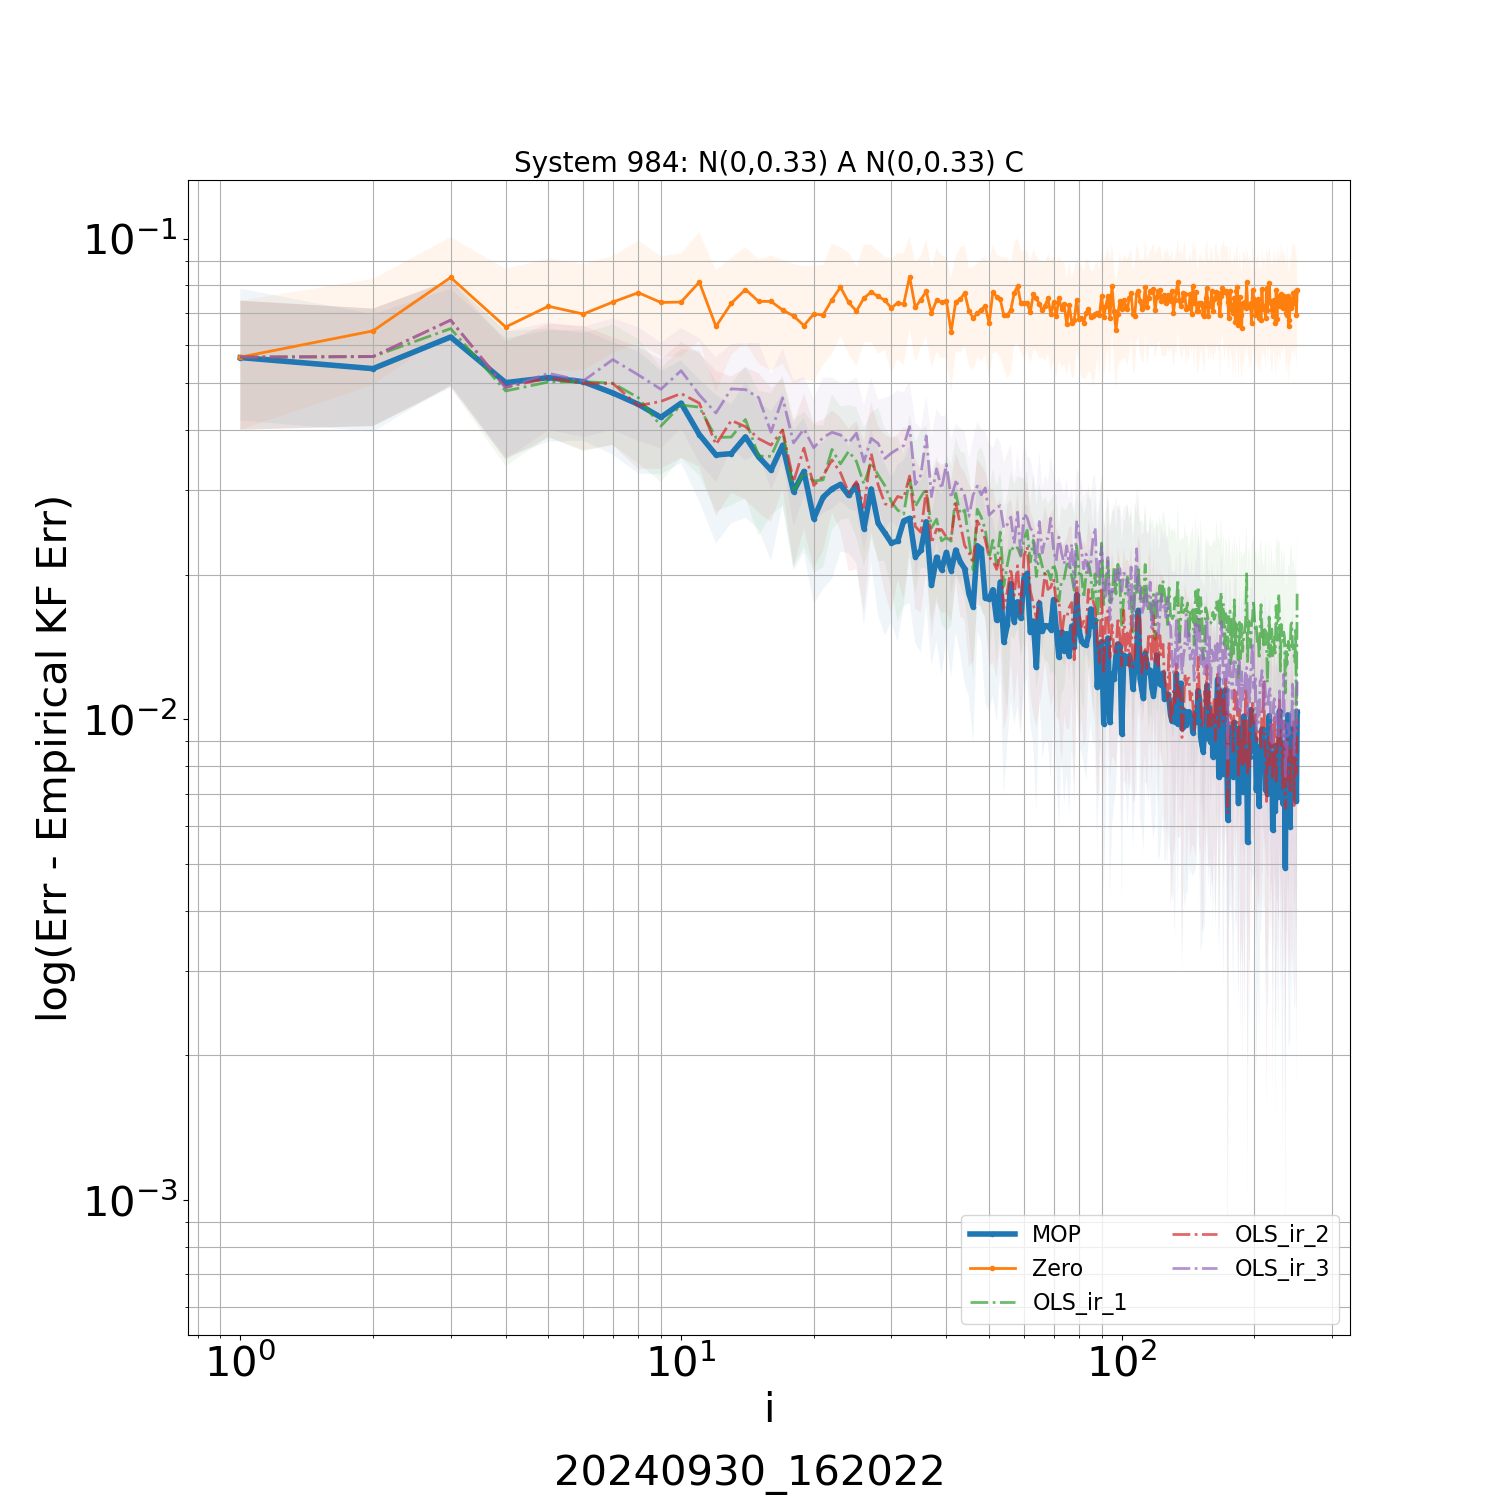 System 984: N(0,0.33) A N(0,0.33) C
log(Err - Empirical KF Err)
10⁻¹
10⁻²
10⁻³
MOP
Zero
OLS_ir_1
OLS_ir_2
OLS_ir_3
10⁰ 10¹ 10²
i
20240930_162022